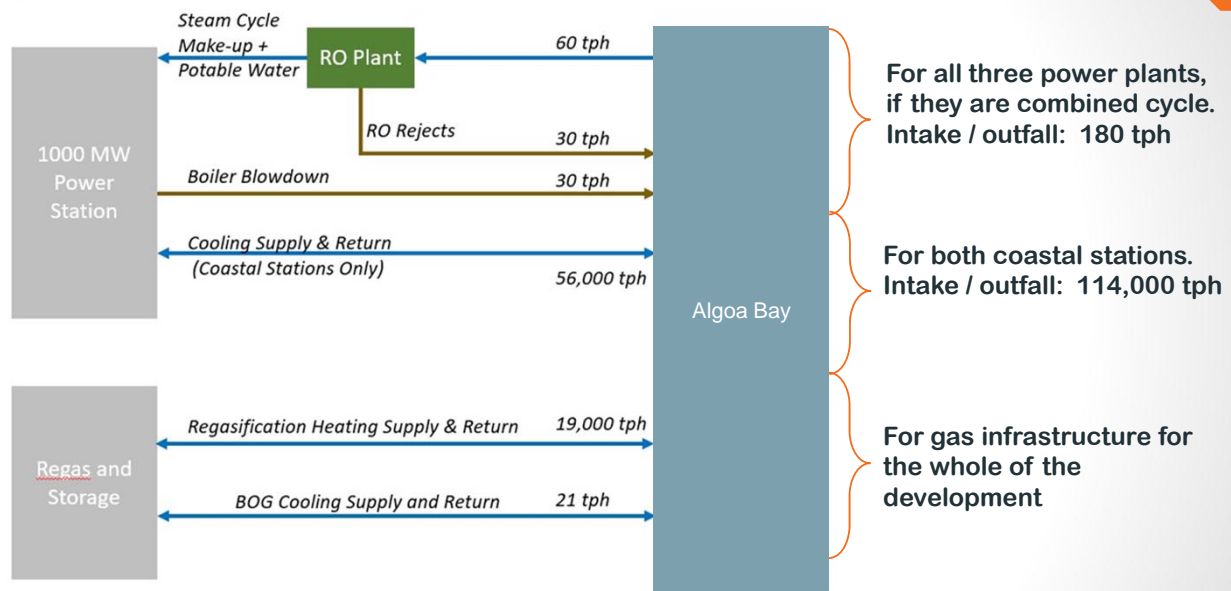 Steam Cycle
Make-up +
Potable Water
RO Plant
60 tph
RO Rejects
30 tph
1000 MW
Power
Station
Boiler Blowdown
30 tph
Cooling Supply & Return
(Coastal Stations Only)
56,000 tph
Algoa Bay
Regas and
Storage
Regasification Heating Supply & Return
19,000 tph
BOG Cooling Supply and Return
21 tph
For all three power plants,
if they are combined cycle.
Intake / outfall: 180 tph
For both coastal stations.
Intake / outfall: 114,000 tph
For gas infrastructure for
the whole of the
development